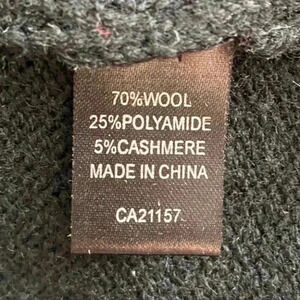 70%WOOL
25%POLYAMIDE
5%CASHMERE
MADE IN CHINA
CA21157